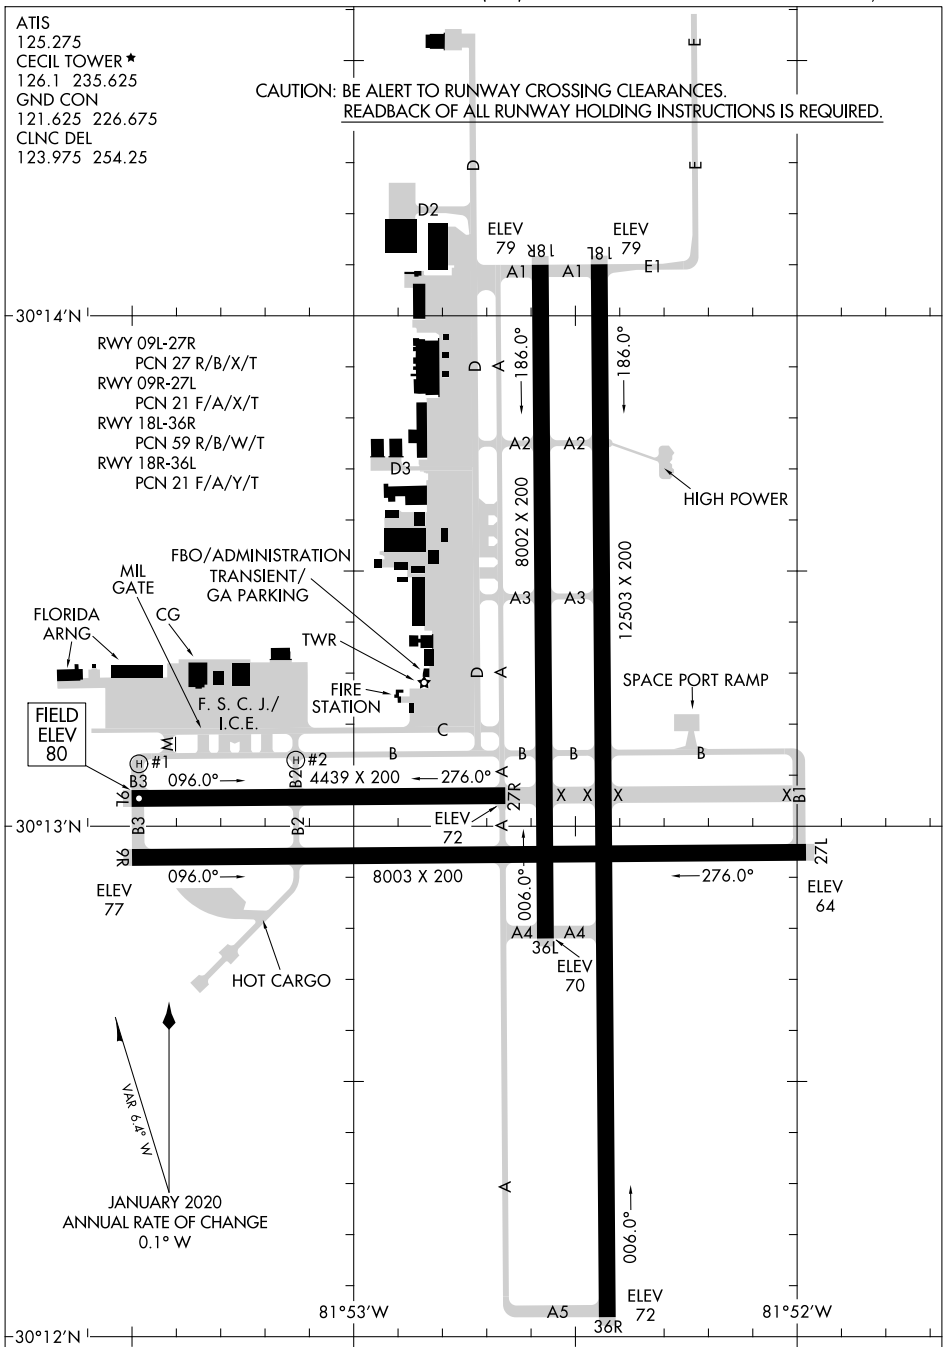 ATIS
125.275
CECIL TOWER ★
126.1 235.625
GND CON
121.625 226.675
CLNC DEL
123.975 254.25
CAUTION: BE ALERT TO RUNWAY CROSSING CLEARANCES.
READBACK OF ALL RUNWAY HOLDING INSTRUCTIONS IS REQUIRED.
E
D
E
D2
ELEV
79
18R
18L
ELEV
79
A1
A1
E1
30°14'N
RWY 09L-27R
PCN 27 R/B/X/T
RWY 09R-27L
PCN 21 F/A/X/T
RWY 18L-36R
PCN 59 R/B/W/T
RWY 18R-36L
PCN 21 F/A/Y/T
D
A
186.0°
186.0°
A2
A2
D3
HIGH POWER
8002 X 200
12503 X 200
FBO/ADMINISTRATION
TRANSIENT/
GA PARKING
MIL
GATE
A3
A3
FLORIDA
ARNG
CG
TWR
D
A
FIRE
STATION
SPACE PORT RAMP
F. S. C. J./
I.C.E.
FIELD
ELEV
80
C
W
B
B
B
B
H #1
H #2
B3
096.0°
B2
4439 X 200
276.0°
A
9L
27R
X
X
X
X
B1
30°13'N
B3
B2
ELEV
72
A
9R
27L
096.0°
8003 X 200
006.0°
276.0°
ELEV
77
ELEV
64
A4
A4
36L
ELEV
70
HOT CARGO
VAR 6.4° W
JANUARY 2020
ANNUAL RATE OF CHANGE
0.1° W
A
006.0°
81°53'W
A5
36R
ELEV
72
81°52'W
30°12'N